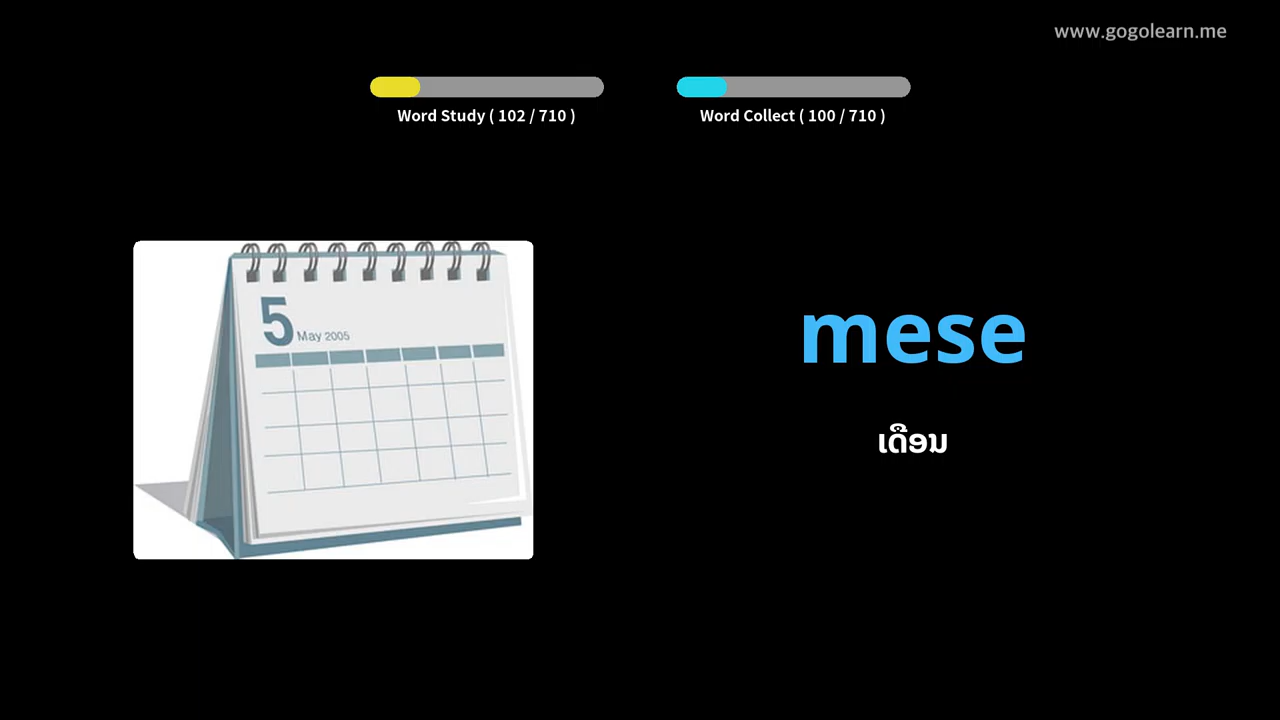 www.gogolearn.me
Word Study ( 102 / 710 )
Word Collect ( 100 / 710 )
5 May 2005
mese
ເດືອນ